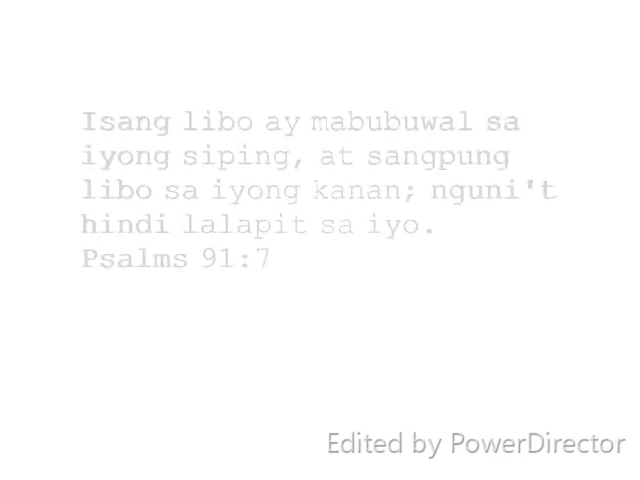 Isang libo ay mabubuwal sa
iyong siping, at sangpung
libo sa iyong kanan; nguni't
hindi lalapit sa iyo.
Psalms 91:7
Edited by PowerDirector